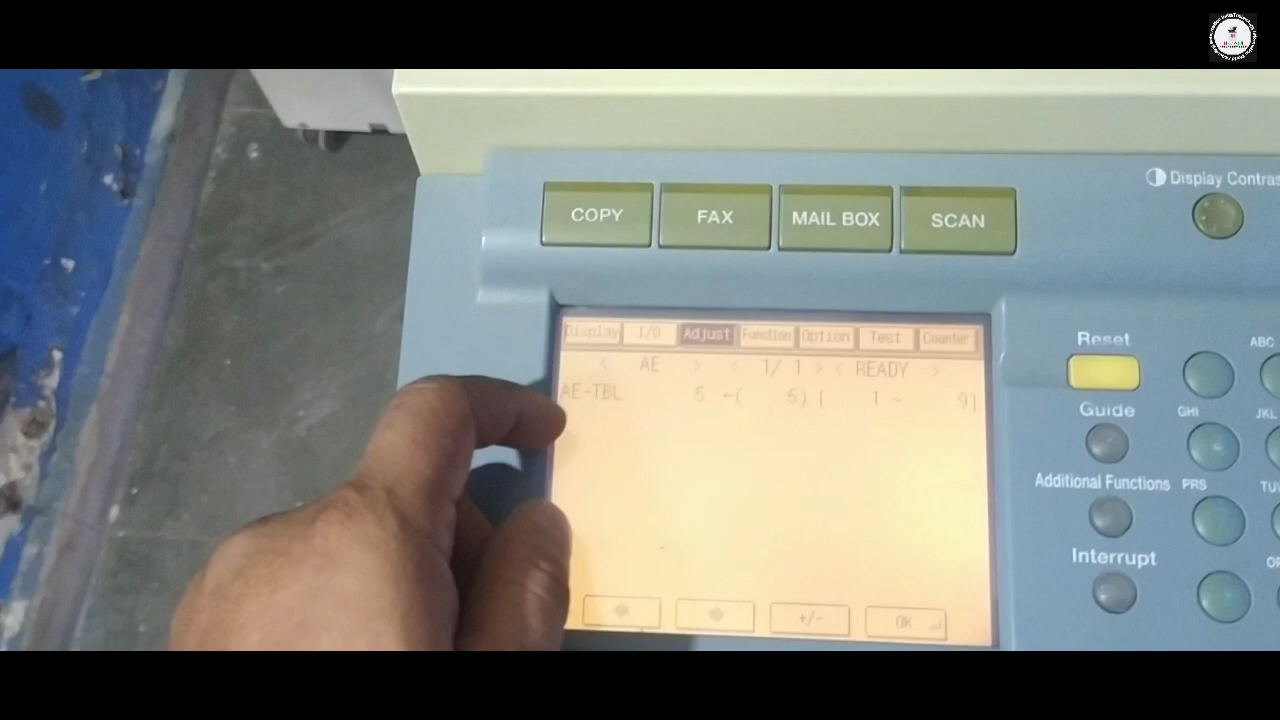 COPY FAX MAIL BOX SCAN
Display Contras
Display I/O Adjust Function Option Test Counter
< AE > < 1/ 1 > < READY >
AE-TBL 5 ←( 5) [ 1 ÷ 9]
+/- OK
Reset
ABC
Guide
GHI JKL
Additional Functions PRS TU
Interrupt